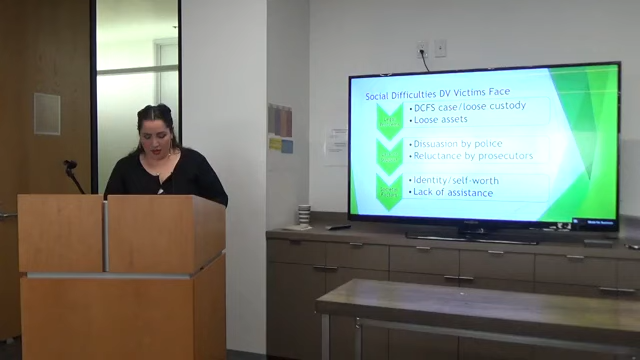 Social Difficulties DV Victims Face
• DCFS case/loose custody
• Loose assets
• Dissuasion by police
• Reluctance by prosecutors
• Identity/self-worth
• Lack of assistance